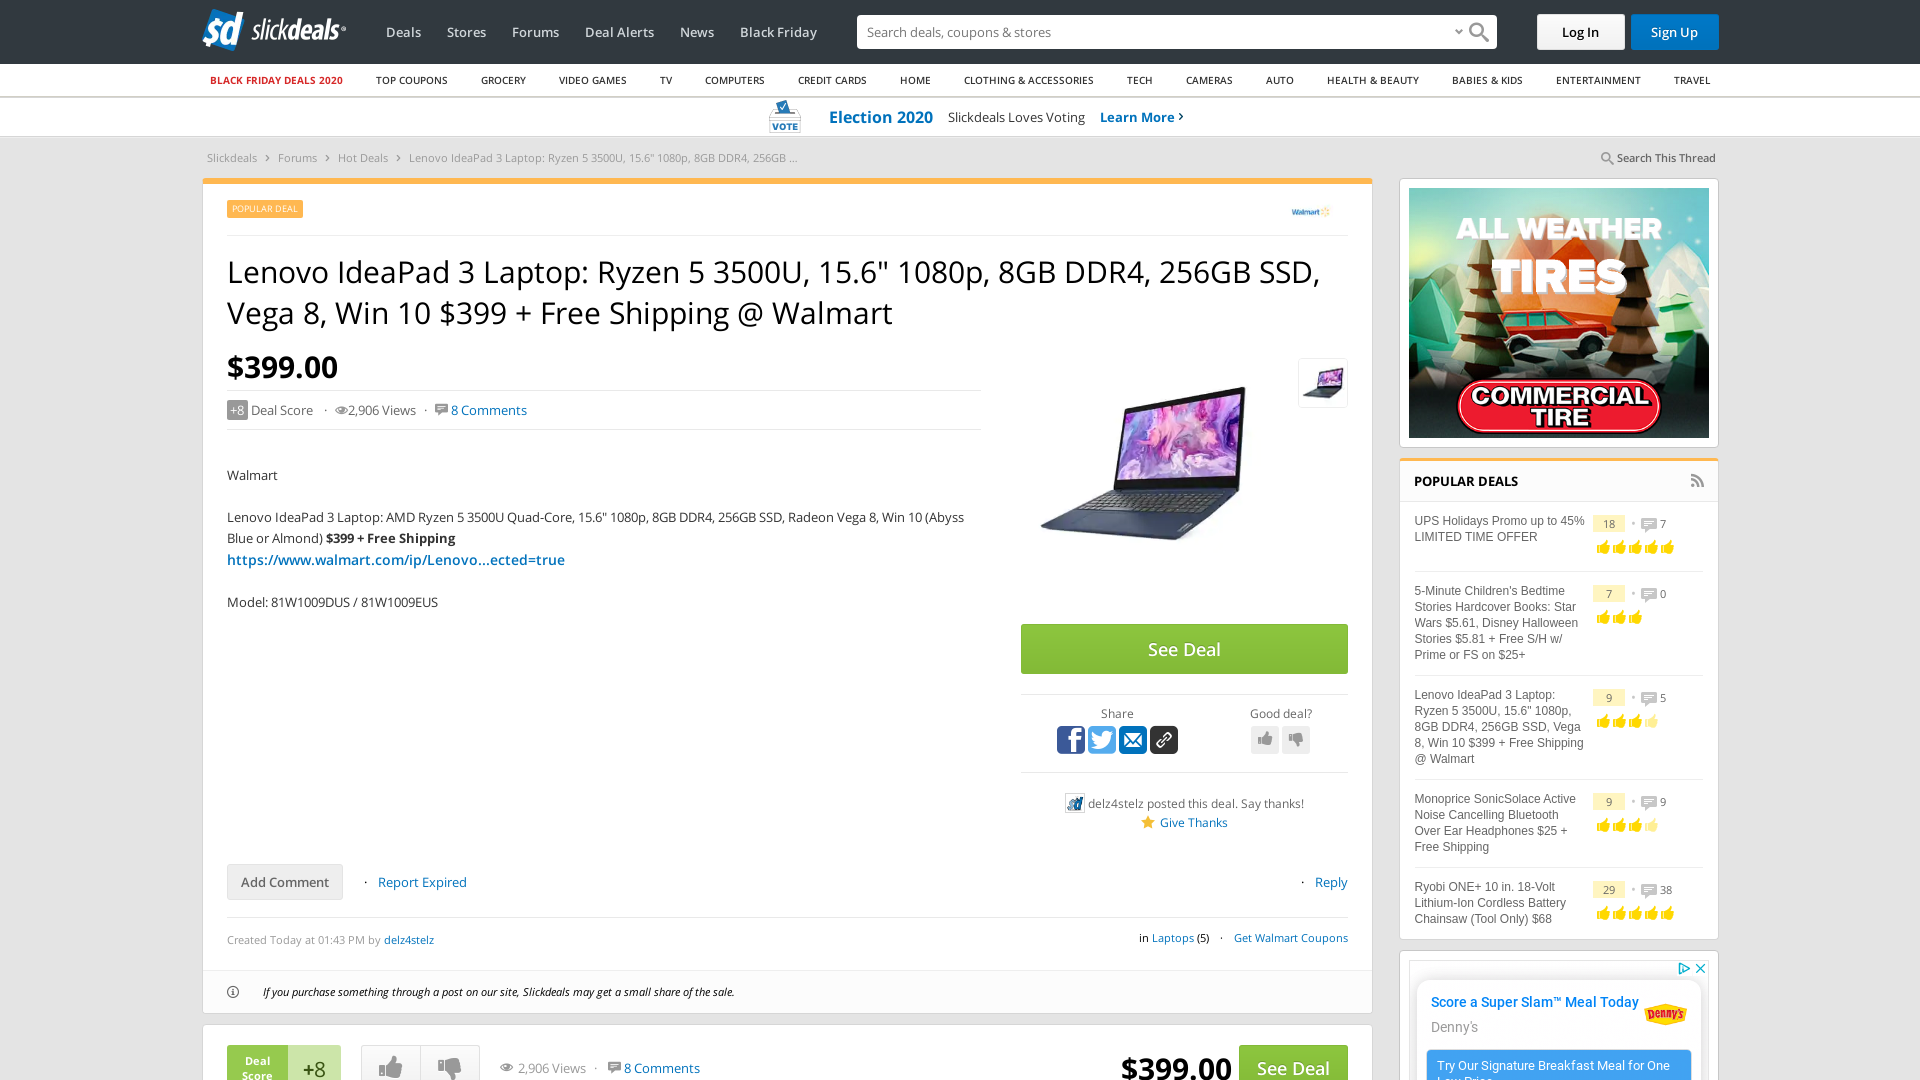 slickdeals
Deals Stores Forums Deal Alerts News Black Friday
Search deals, coupons & stores
Log In
Sign Up
BLACK FRIDAY DEALS 2020 TOP COUPONS GROCERY VIDEO GAMES TV COMPUTERS CREDIT CARDS HOME CLOTHING & ACCESSORIES TECH CAMERAS AUTO HEALTH & BEAUTY BABIES & KIDS ENTERTAINMENT TRAVEL
VOTE
Election 2020 Slickdeals Loves Voting Learn More
Slickdeals › Forums › Hot Deals › Lenovo IdeaPad 3 Laptop: Ryzen 5 3500U, 15.6" 1080p, 8GB DDR4, 256GB ...
Search This Thread
POPULAR DEAL
Walmart
Lenovo IdeaPad 3 Laptop: Ryzen 5 3500U, 15.6" 1080p, 8GB DDR4, 256GB SSD,
Vega 8, Win 10 $399 + Free Shipping @ Walmart
$399.00
+8 Deal Score · 2,906 Views · 8 Comments
Walmart
Lenovo IdeaPad 3 Laptop: AMD Ryzen 5 3500U Quad-Core, 15.6" 1080p, 8GB DDR4, 256GB SSD, Radeon Vega 8, Win 10 (Abyss
Blue or Almond) $399 + Free Shipping
https://www.walmart.com/ip/Lenovo...ected=true
Model: 81W1009DUS / 81W1009EUS
See Deal
Share
Good deal?
delz4stelz posted this deal. Say thanks!
Give Thanks
Add Comment · Report Expired
· Reply
Created Today at 01:43 PM by delz4stelz
in Laptops (5) · Get Walmart Coupons
If you purchase something through a post on our site, Slickdeals may get a small share of the sale.
Deal
Score
+8
2,906 Views · 8 Comments
$399.00
See Deal
ALL WEATHER
TIRES
COMMERCIAL
TIRE
POPULAR DEALS
UPS Holidays Promo up to 45%
LIMITED TIME OFFER
18 • 7
5-Minute Children's Bedtime
Stories Hardcover Books: Star
Wars $5.61, Disney Halloween
Stories $5.81 + Free S/H w/
Prime or FS on $25+
7 • 0
Lenovo IdeaPad 3 Laptop:
Ryzen 5 3500U, 15.6" 1080p,
8GB DDR4, 256GB SSD, Vega
8, Win 10 $399 + Free Shipping
@ Walmart
9 • 5
Monoprice SonicSolace Active
Noise Cancelling Bluetooth
Over Ear Headphones $25 +
Free Shipping
9 • 9
Ryobi ONE+ 10 in. 18-Volt
Lithium-Ion Cordless Battery
Chainsaw (Tool Only) $68
29 • 38
Score a Super Slam™ Meal Today
Denny's
Denny's
Try Our Signature Breakfast Meal for One
Low Price